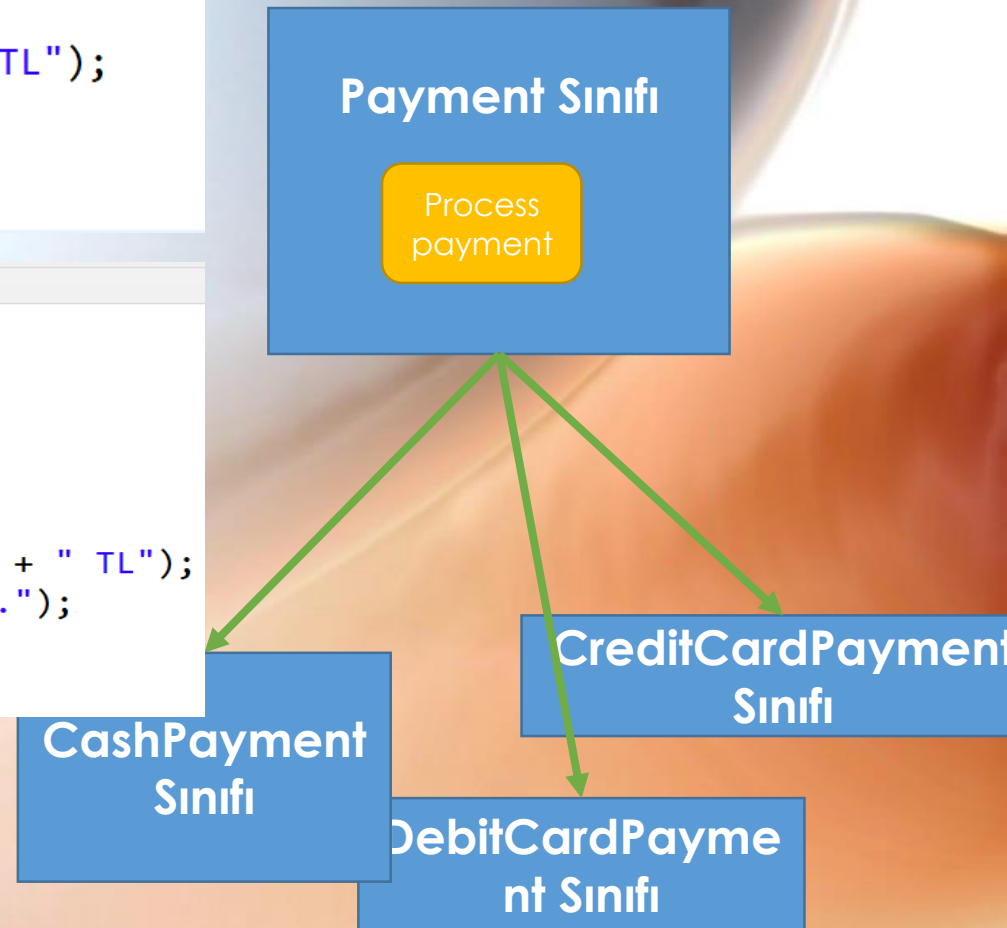 TL");
Payment Sınıfı
Process
payment
+ " TL");
.");
CreditCardPayment
Sınıfı
CashPayment
Sınıfı
DebitCardPayme
nt Sınıfı